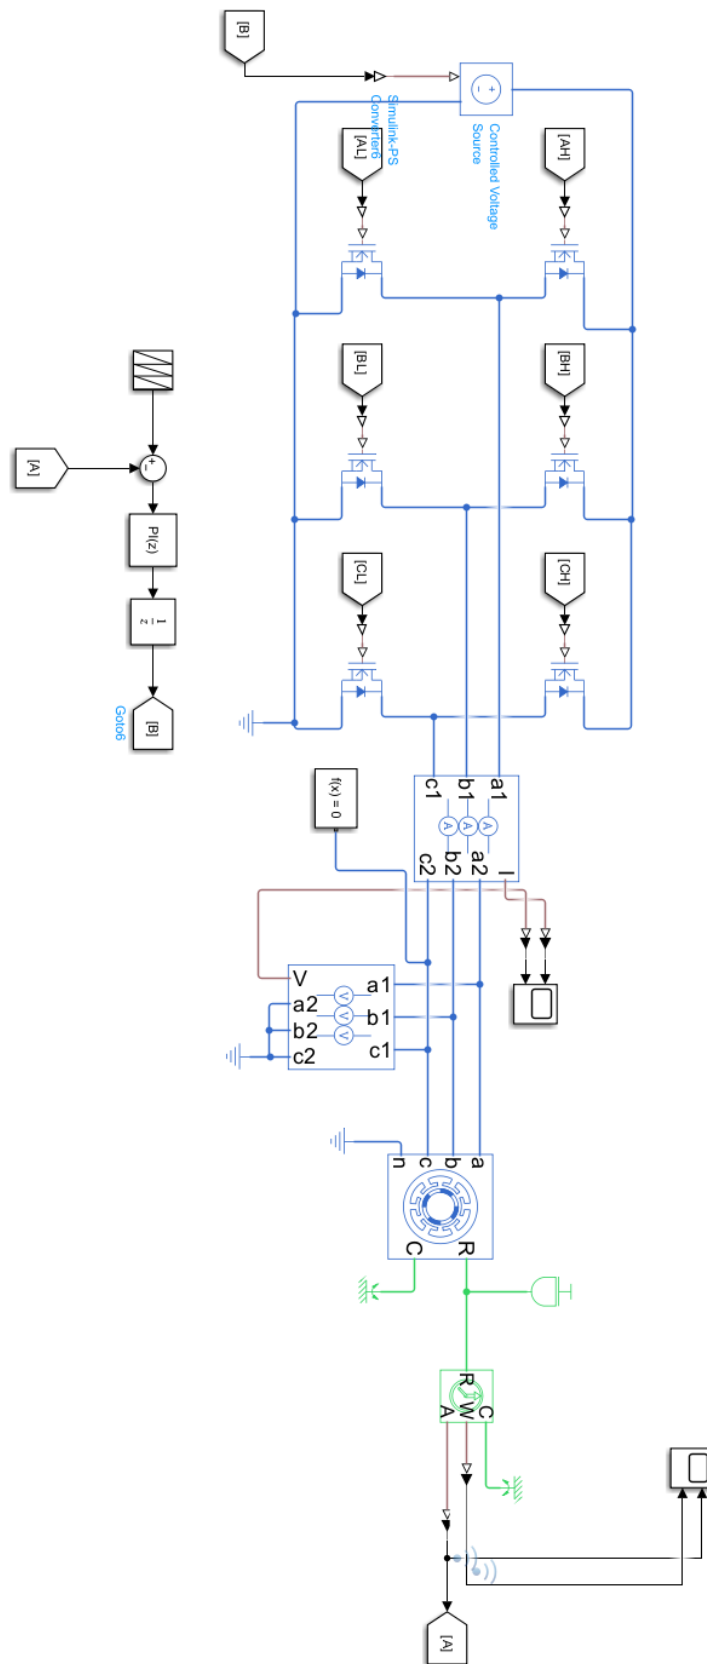 [B]
Simulink-PS
Converter6
+
−
Controlled Voltage
Source
[AL]
[AH]
[BL]
[BH]
[CL]
[CH]
[A]
+
−
PI(z)
1
z
[B]
Goto6
f(x) = 0
c1
b1
a1
A
A
A
c2
b2
a2
I
V
a2
b2
c2
V
V
V
a1
b1
c1
n
c
b
a
C
R
R
A
W
C
[A]